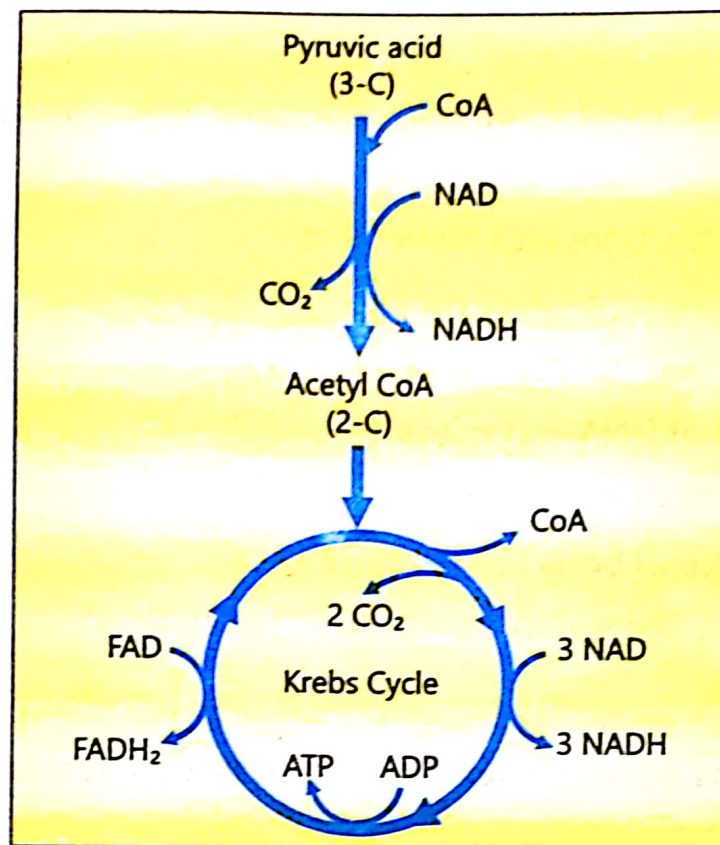 Pyruvic acid
(3-C)
CoA
NAD
CO₂
NADH
Acetyl CoA
(2-C)
CoA
2 CO₂
FAD
3 NAD
Krebs Cycle
FADH₂
3 NADH
ATP
ADP